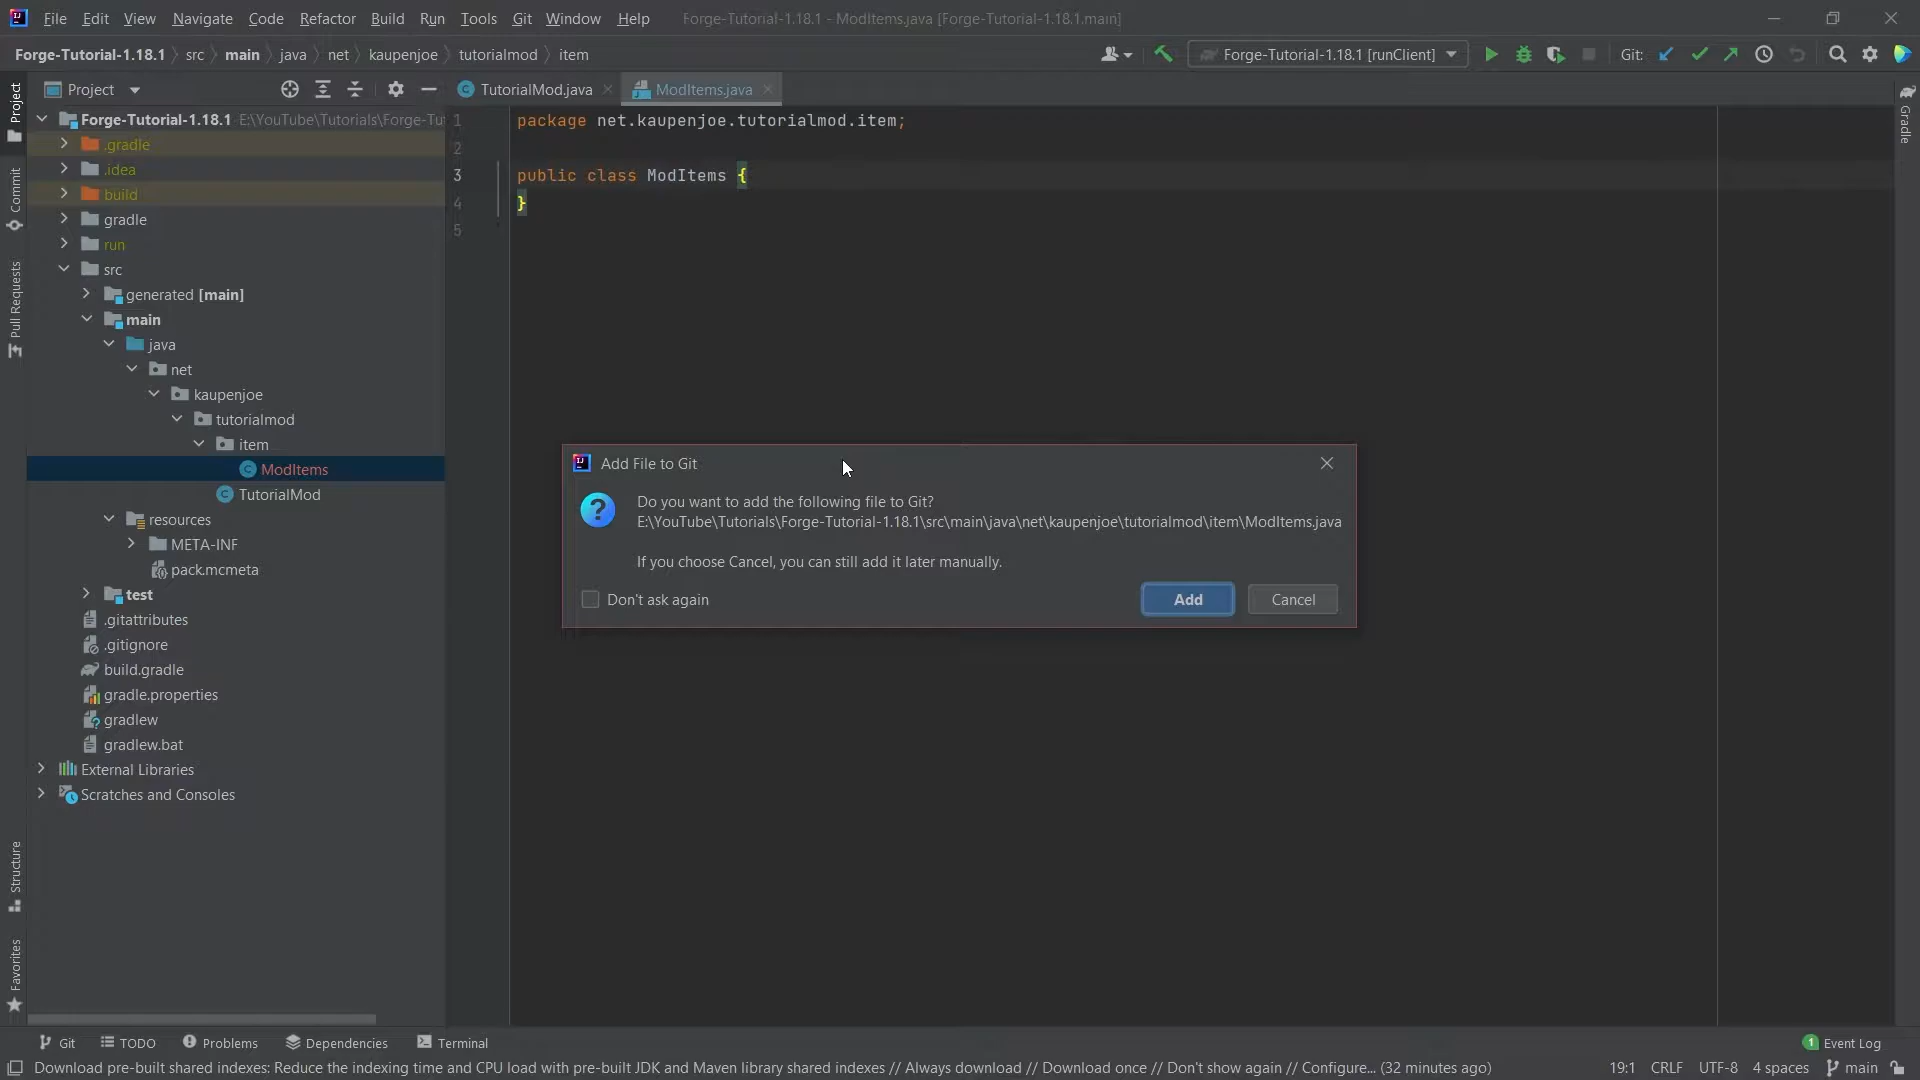 File Edit View Navigate Code Refactor Build Run Tools Git Window Help Forge-Tutorial-1.18.1 - ModItems.java [Forge-Tutorial-1.18.1.main]
Forge-Tutorial-1.18.1 src main java net kaupenjoe tutorialmod item Forge-Tutorial-1.18.1 [runClient] Git:
Project
TutorialMod.java ModItems.java
Project
Commit
Pull Requests
Structure
Favorites
Gradle
Forge-Tutorial-1.18.1 E:\YouTube\Tutorials\Forge-Tu
.gradle
.idea
build
gradle
run
src
generated [main]
main
java
net
kaupenjoe
tutorialmod
item
ModItems
TutorialMod
resources
META-INF
pack.mcmeta
test
.gitattributes
.gitignore
build.gradle
gradle.properties
gradlew
gradlew.bat
External Libraries
Scratches and Consoles
1 package net.kaupenjoe.tutorialmod.item;
2
3 public class ModItems {
4 }
5
Add File to Git
Do you want to add the following file to Git?
E:\YouTube\Tutorials\Forge-Tutorial-1.18.1\src\main\java\net\kaupenjoe\tutorialmod\item\ModItems.java
If you choose Cancel, you can still add it later manually.
Don't ask again Add Cancel
Git TODO Problems Dependencies Terminal 1 Event Log
Download pre-built shared indexes: Reduce the indexing time and CPU load with pre-built JDK and Maven library shared indexes // Always download // Download once // Don't show again // Configure... (32 minutes ago) 19:1 CRLF UTF-8 4 spaces main